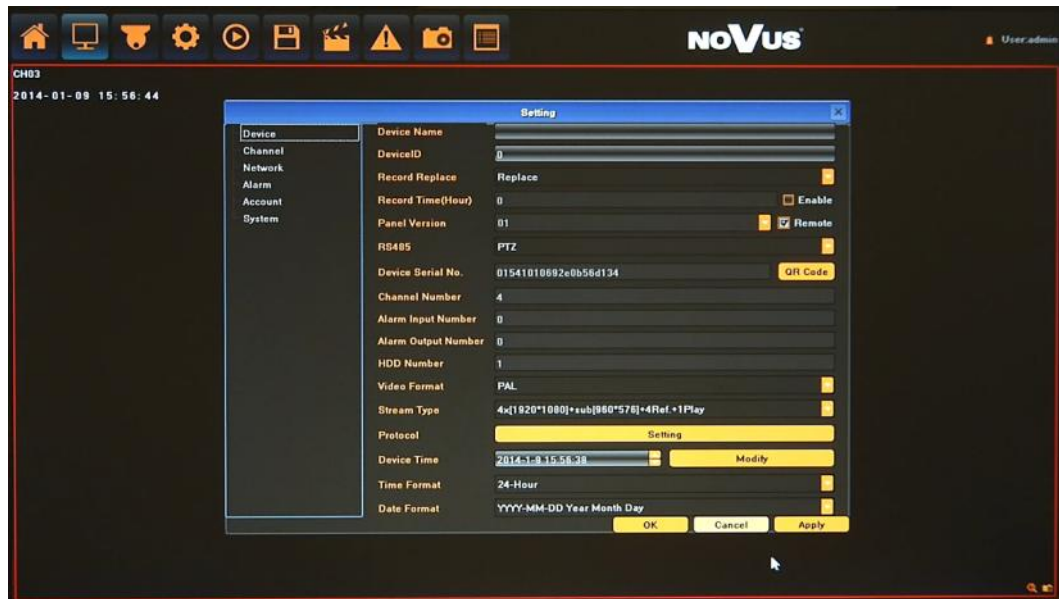 NOVUS
User:admin
CH03
2014-01-09 15:56:44
Setting
Device
Channel
Network
Alarm
Account
System
Device Name
DeviceID 0
Record Replace Replace
Record Time(Hour) 0 Enable
Panel Version 01 Remote
RS485 PTZ
Device Serial No. 01541010692e0b56d134 QR Code
Channel Number 4
Alarm Input Number 0
Alarm Output Number 0
HDD Number 1
Video Format PAL
Stream Type 4x[1920*1080]+sub[960*576]+4Ref.+1Play
Protocol Setting
Device Time 2014-1-9 15:56:38 Modify
Time Format 24-Hour
Date Format YYYY-MM-DD Year Month Day
OK Cancel Apply